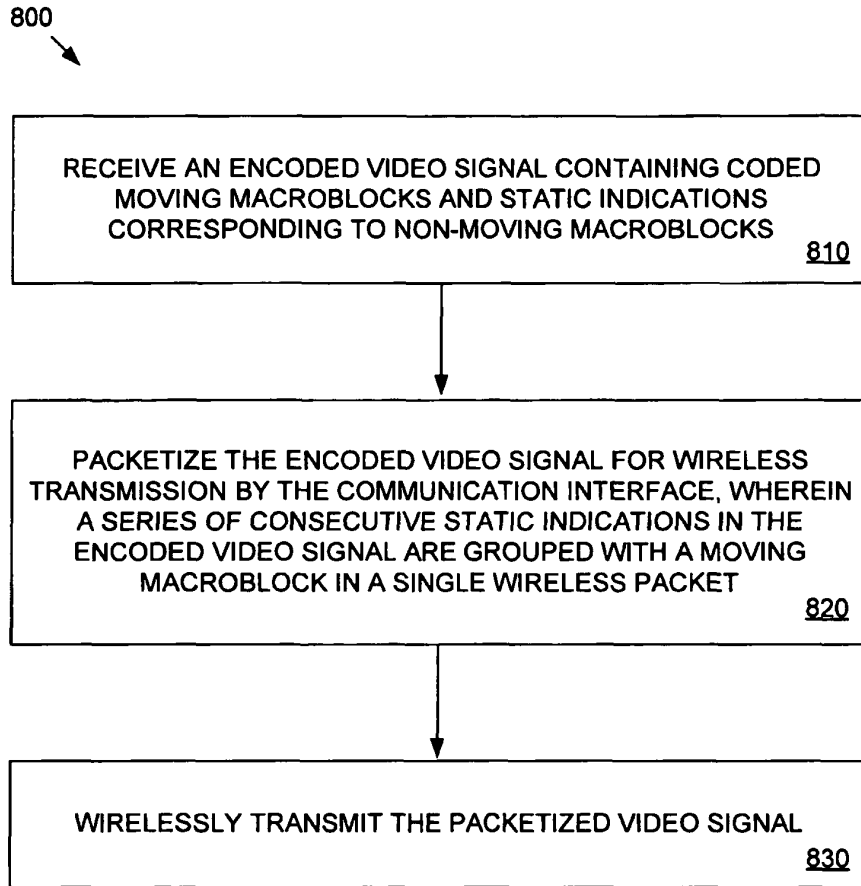 800
RECEIVE AN ENCODED VIDEO SIGNAL CONTAINING CODED
MOVING MACROBLOCKS AND STATIC INDICATIONS
CORRESPONDING TO NON-MOVING MACROBLOCKS
810
PACKETIZE THE ENCODED VIDEO SIGNAL FOR WIRELESS
TRANSMISSION BY THE COMMUNICATION INTERFACE, WHEREIN
A SERIES OF CONSECUTIVE STATIC INDICATIONS IN THE
ENCODED VIDEO SIGNAL ARE GROUPED WITH A MOVING
MACROBLOCK IN A SINGLE WIRELESS PACKET
820
WIRELESSLY TRANSMIT THE PACKETIZED VIDEO SIGNAL
830